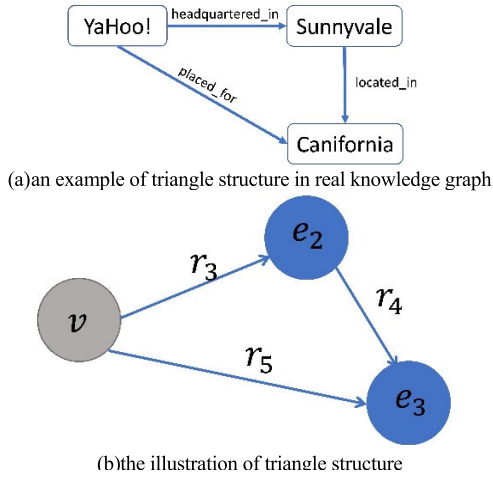 YaHoo!
headquartered_in
Sunnyvale
placed_for
located_in
Canifornia
(a)an example of triangle structure in real knowledge graph
e2
r3
r4
v
r5
e3
(b)the illustration of triangle structure